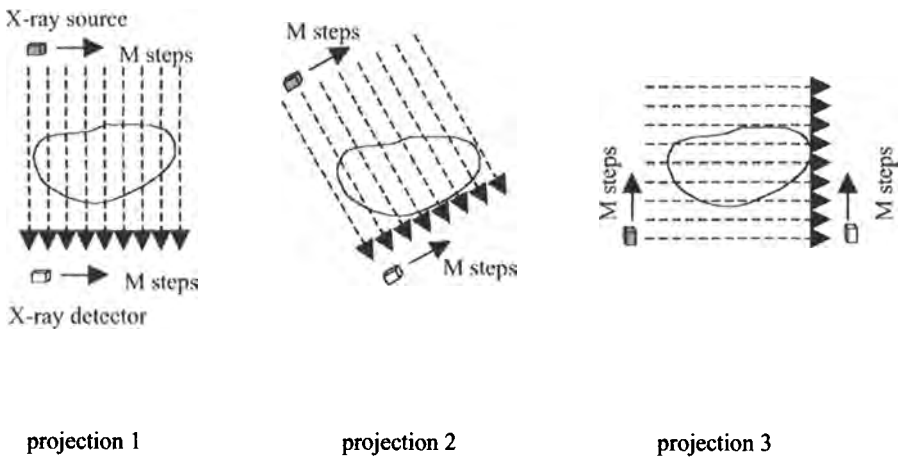 X-ray source
M steps
M steps
X-ray detector
M steps
M steps
M steps
M steps
projection 1
projection 2
projection 3